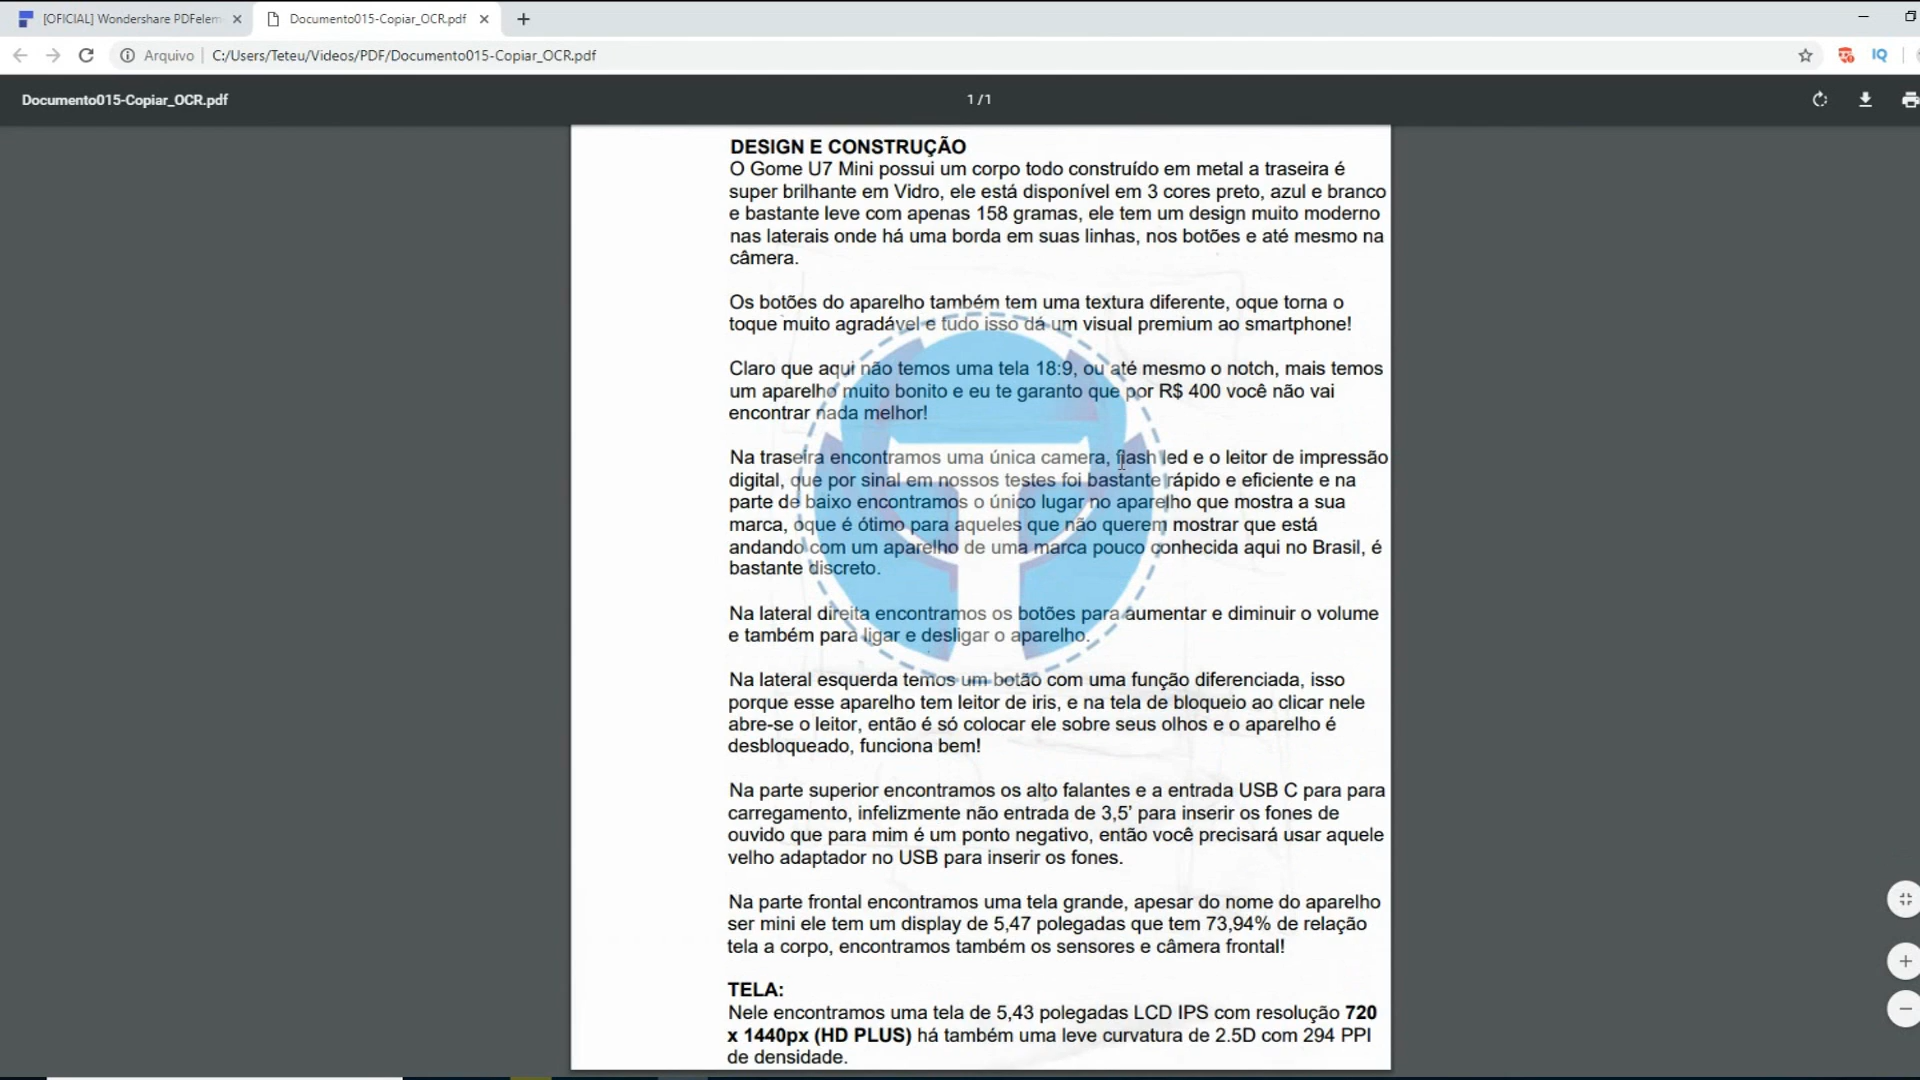 [OFICIAL] Wondershare PDFelem
Documento015-Copiar_OCR.pdf
Arquivo
C:/Users/Teteu/Videos/PDF/Documento015-Copiar_OCR.pdf
IQ
Documento015-Copiar_OCR.pdf
1 / 1
DESIGN E CONSTRUÇÃO
O Gome U7 Mini possui um corpo todo construído em metal a traseira é
super brilhante em Vidro, ele está disponível em 3 cores preto, azul e branco
e bastante leve com apenas 158 gramas, ele tem um design muito moderno
nas laterais onde há uma borda em suas linhas, nos botões e até mesmo na
câmera.
Os botões do aparelho também tem uma textura diferente, oque torna o
toque muito agradável e tudo isso dá um visual premium ao smartphone!
Claro que aqui não temos uma tela 18:9, ou até mesmo o notch, mais temos
um aparelho muito bonito e eu te garanto que por R$ 400 você não vai
encontrar nada melhor!
Na traseira encontramos uma única camera, flash led e o leitor de impressão
digital, que por sinal em nossos testes foi bastante rápido e eficiente e na
parte de baixo encontramos o único lugar no aparelho que mostra a sua
marca, oque é ótimo para aqueles que não querem mostrar que está
andando com um aparelho de uma marca pouco conhecida aqui no Brasil, é
bastante discreto.
Na lateral direita encontramos os botões para aumentar e diminuir o volume
e também para ligar e desligar o aparelho.
Na lateral esquerda temos um botão com uma função diferenciada, isso
porque esse aparelho tem leitor de iris, e na tela de bloqueio ao clicar nele
abre-se o leitor, então é só colocar ele sobre seus olhos e o aparelho é
desbloqueado, funciona bem!
Na parte superior encontramos os alto falantes e a entrada USB C para para
carregamento, infelizmente não entrada de 3,5’ para inserir os fones de
ouvido que para mim é um ponto negativo, então você precisará usar aquele
velho adaptador no USB para inserir os fones.
Na parte frontal encontramos uma tela grande, apesar do nome do aparelho
ser mini ele tem um display de 5,47 polegadas que tem 73,94% de relação
tela a corpo, encontramos também os sensores e câmera frontal!
TELA:
Nele encontramos uma tela de 5,43 polegadas LCD IPS com resolução 720
x 1440px (HD PLUS) há também uma leve curvatura de 2.5D com 294 PPI
de densidade.